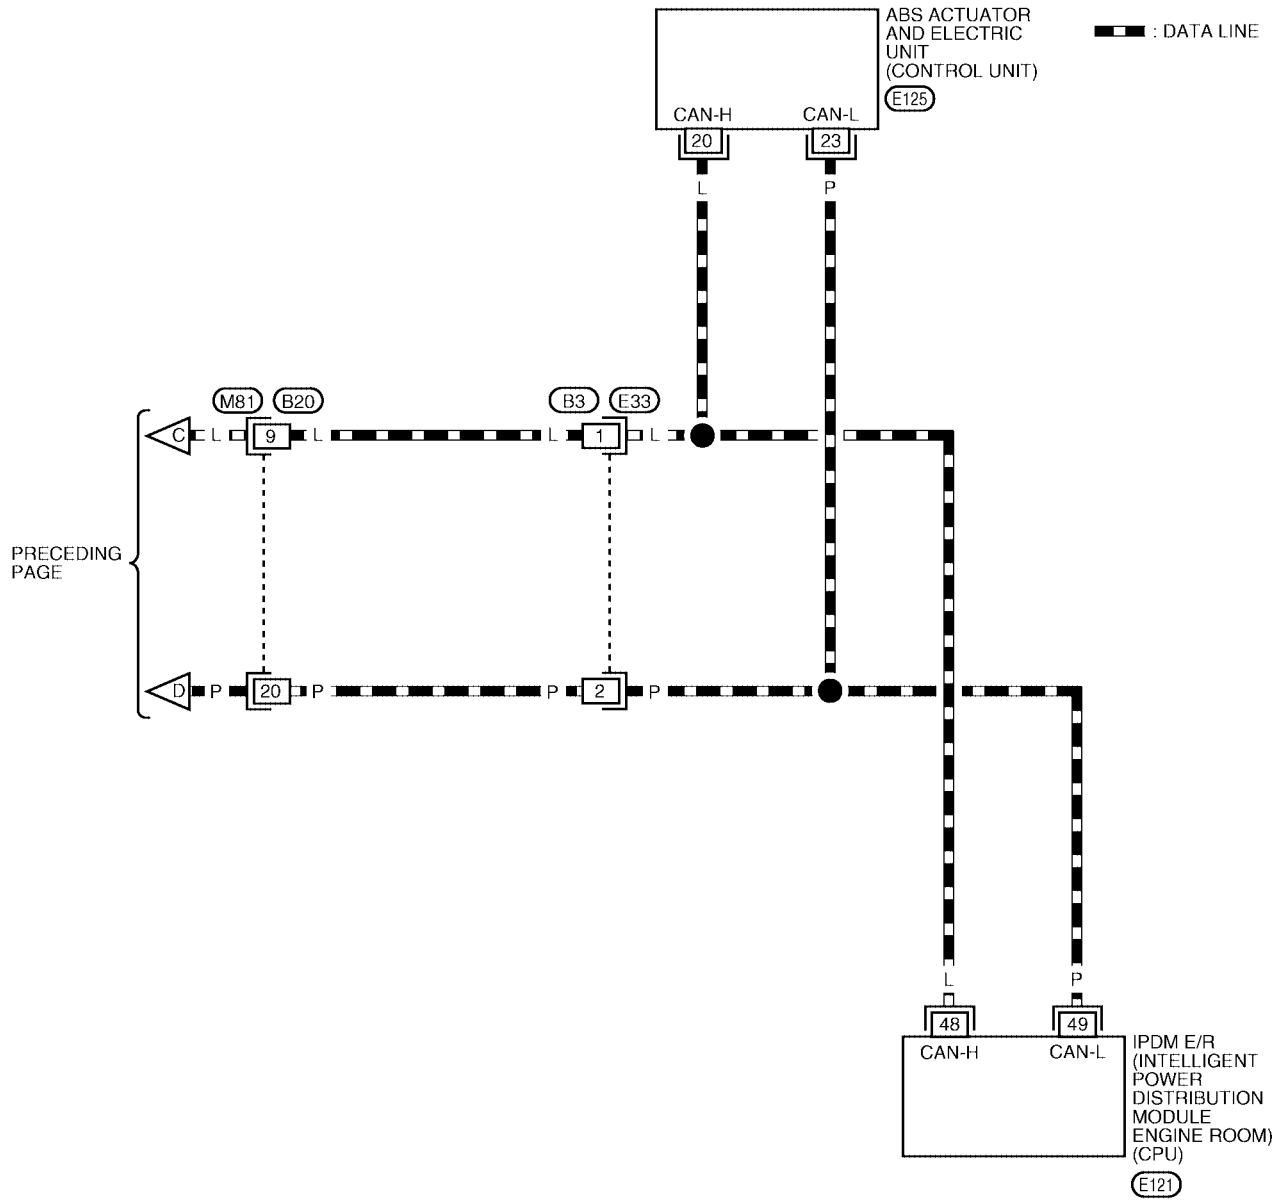 ABS ACTUATOR
AND ELECTRIC
UNIT
(CONTROL UNIT)
E125
: DATA LINE
CAN-H
CAN-L
20
23
L
P
M81
B20
B3
E33
C
L
9
L
L
1
L
PRECEDING
PAGE
D
P
20
P
P
2
P
L
P
48
49
CAN-H
CAN-L
IPDM E/R
(INTELLIGENT
POWER
DISTRIBUTION
MODULE
ENGINE ROOM)
(CPU)
E121